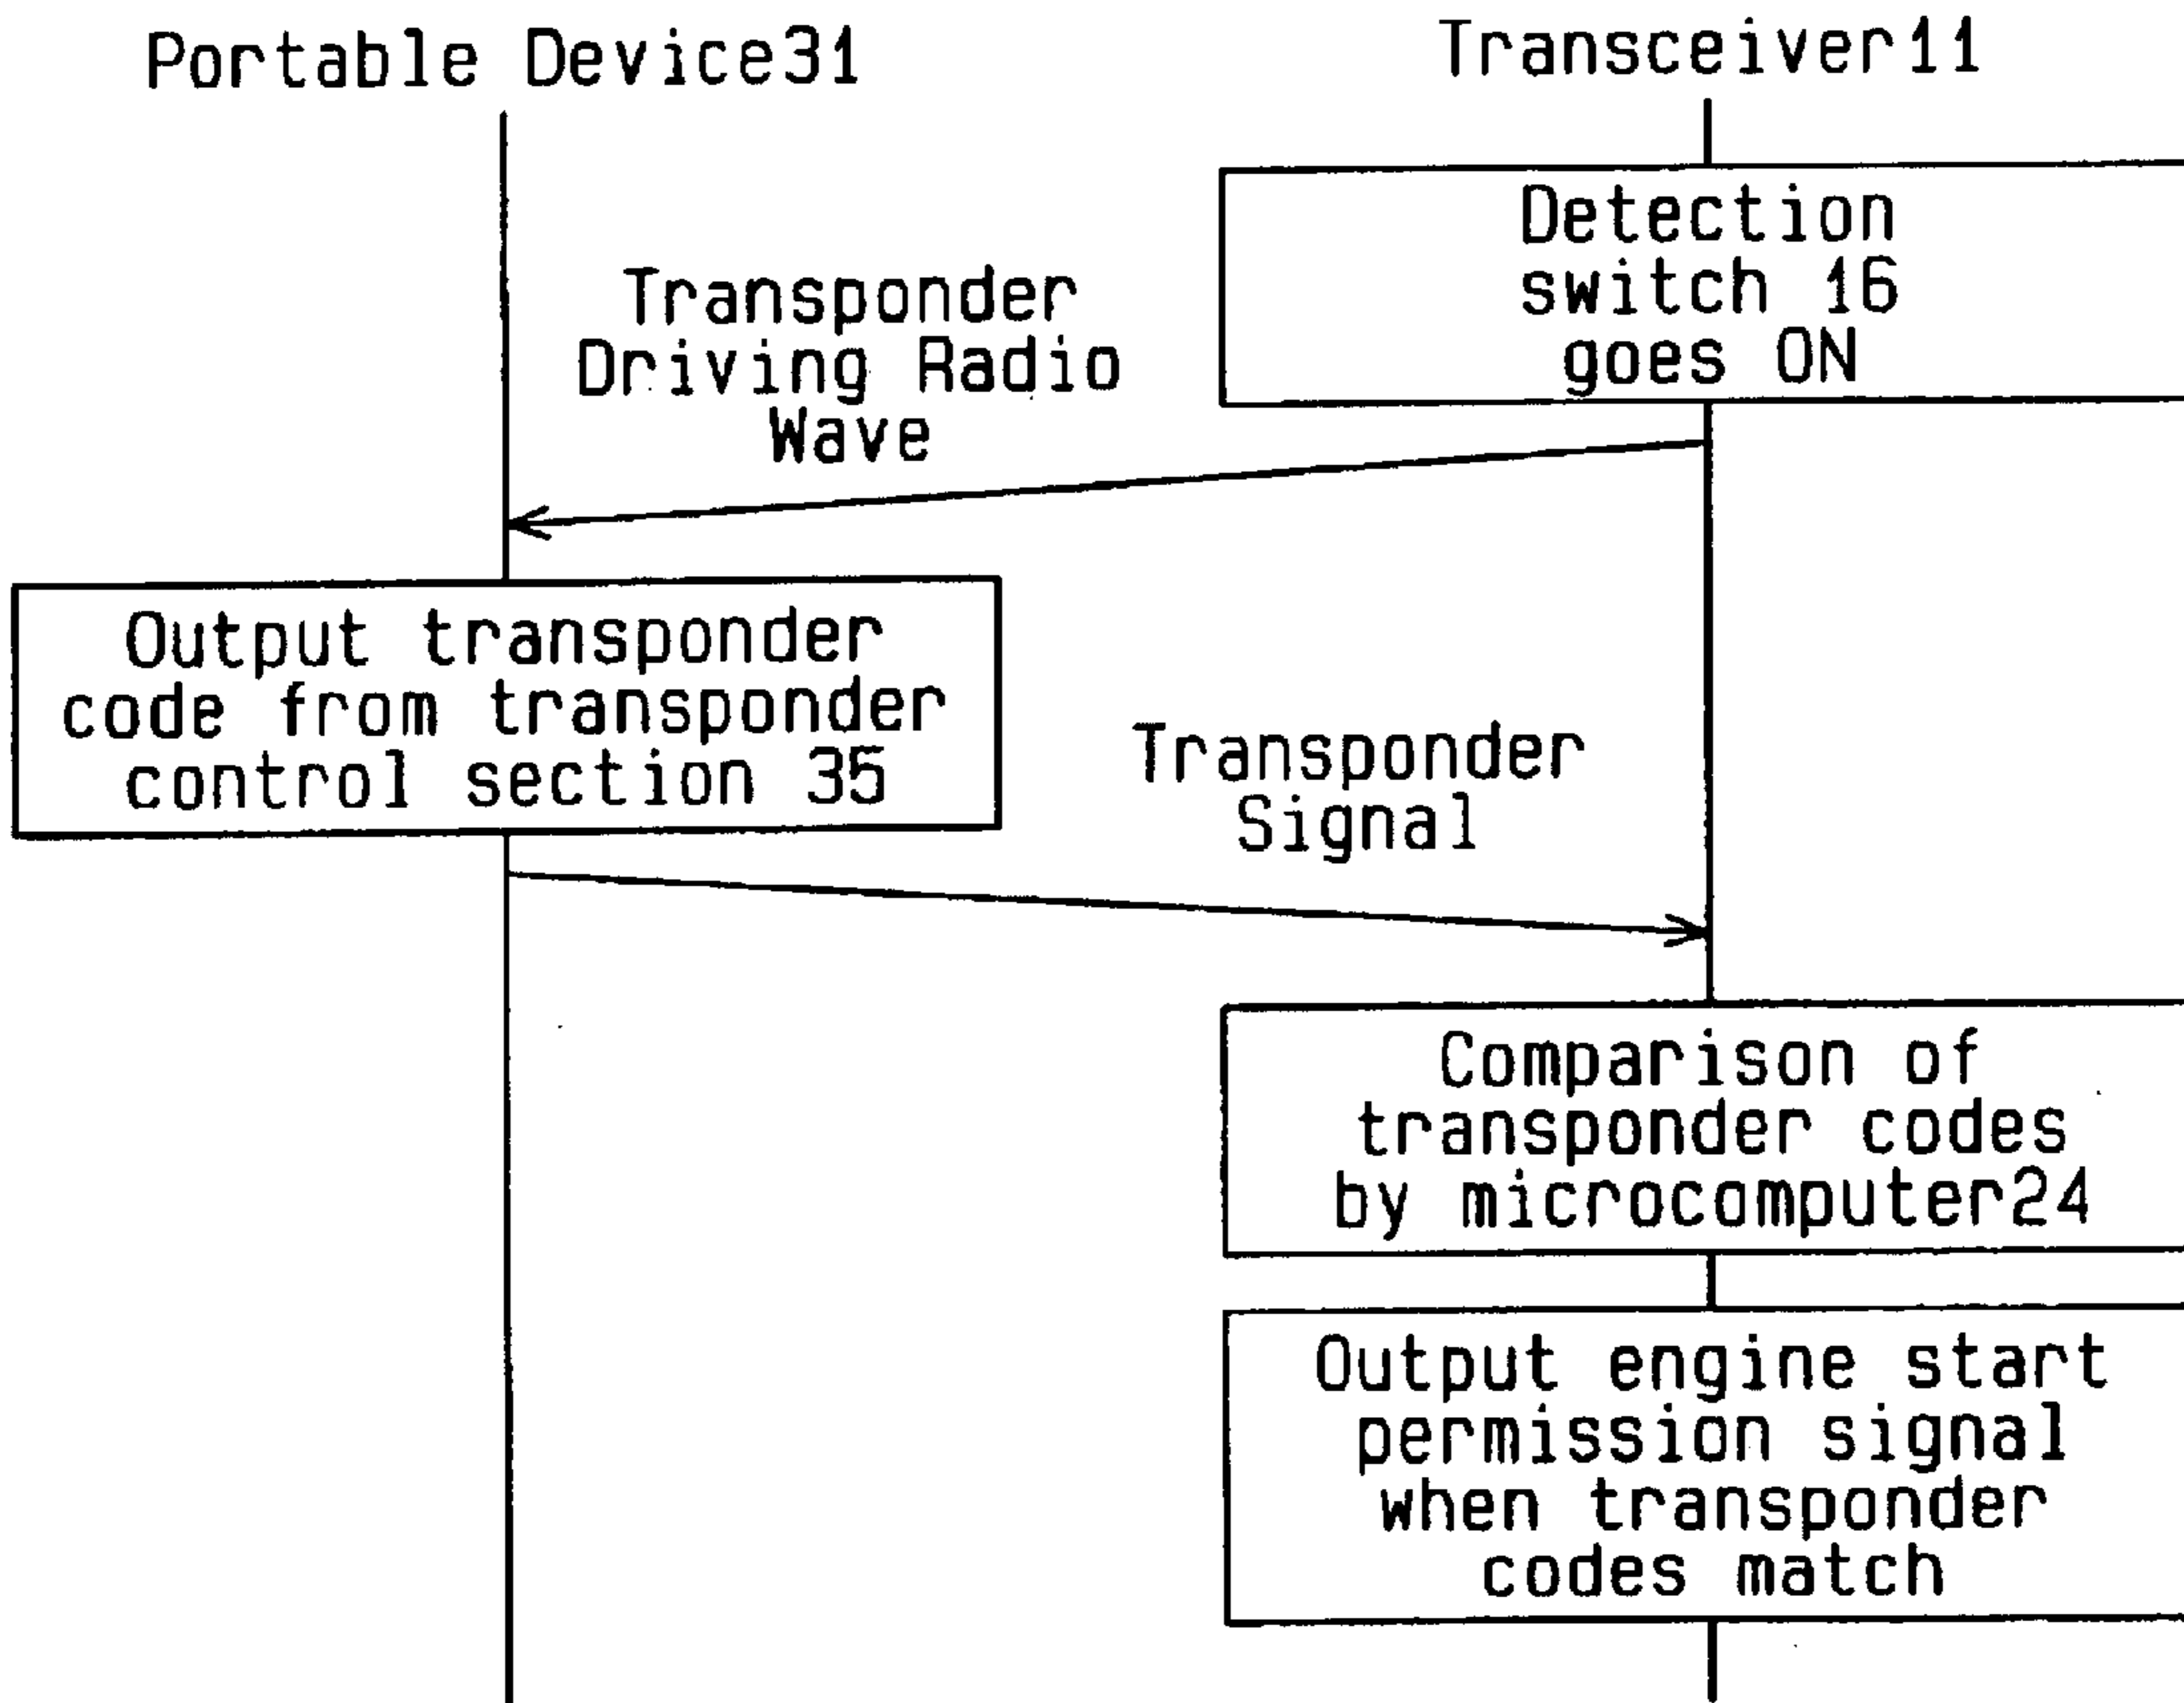 Portable Device31
Transceiver11
Detection
switch 16
goes ON
Transponder
Driving Radio
Wave
Output transponder
code from transponder
control section 35
Transponder
Signal
Comparison of
transponder codes
by microcomputer24
Output engine start
permission signal
when transponder
codes match